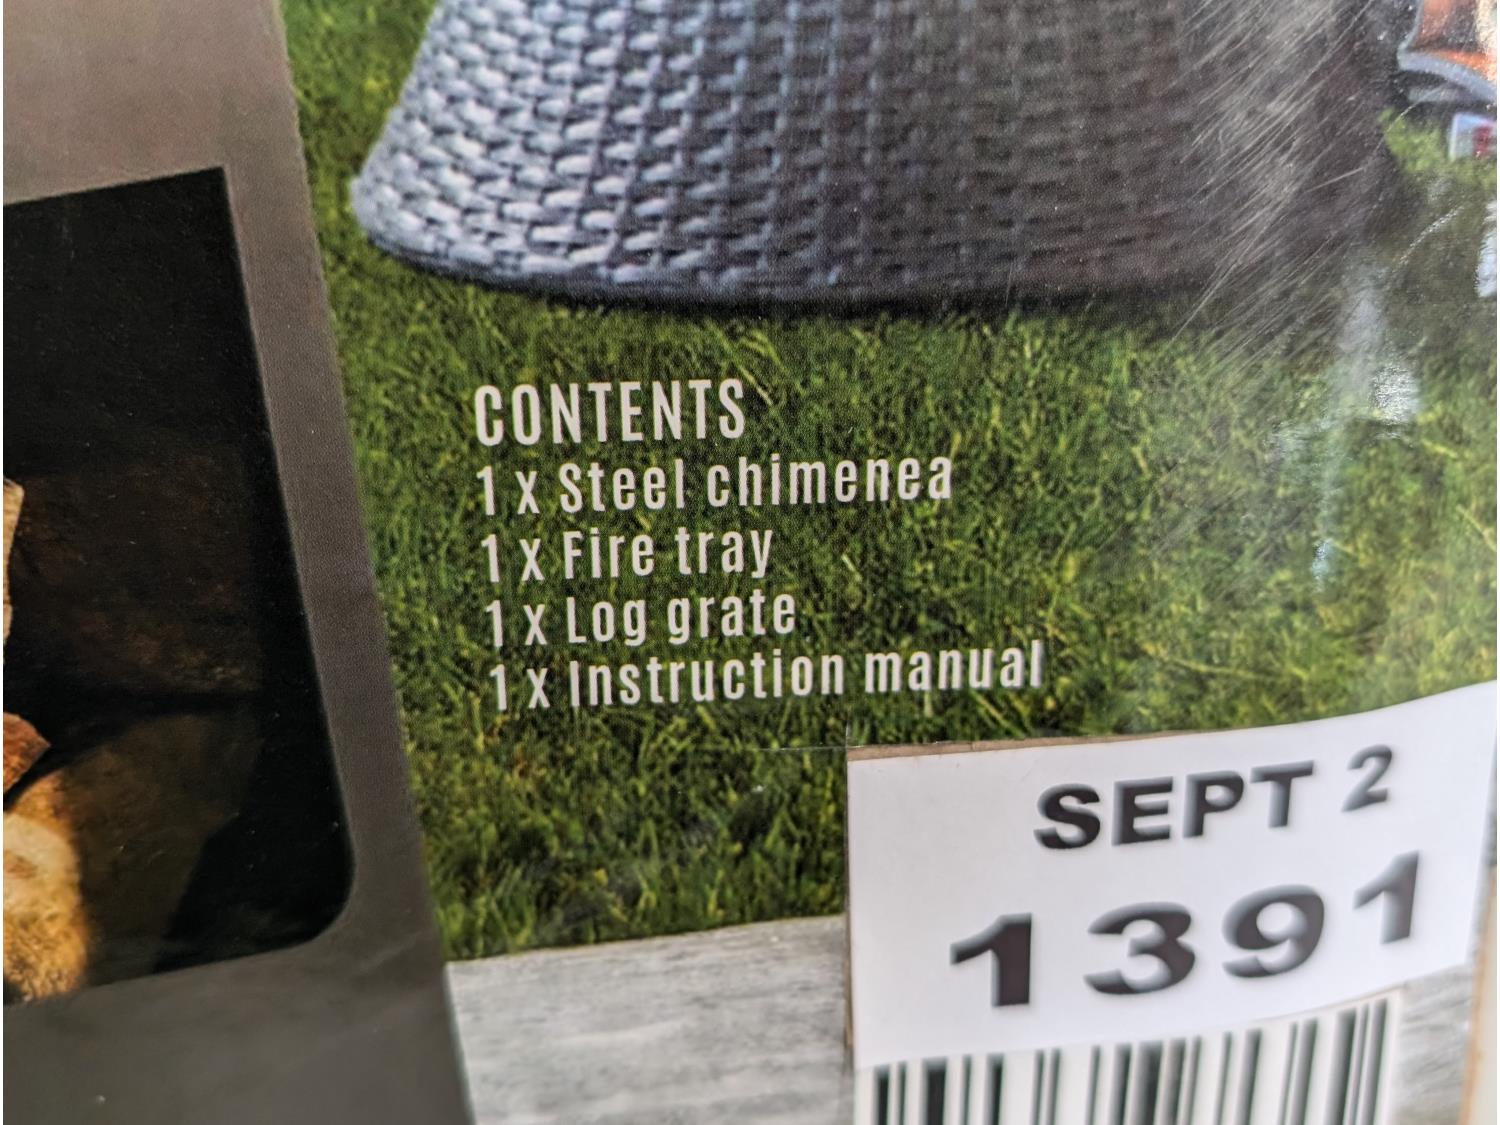 CONTENTS
1 x Steel chimenea
1 x Fire tray
1 x Log grate
1 x Instruction manual
SEPT 2
1391